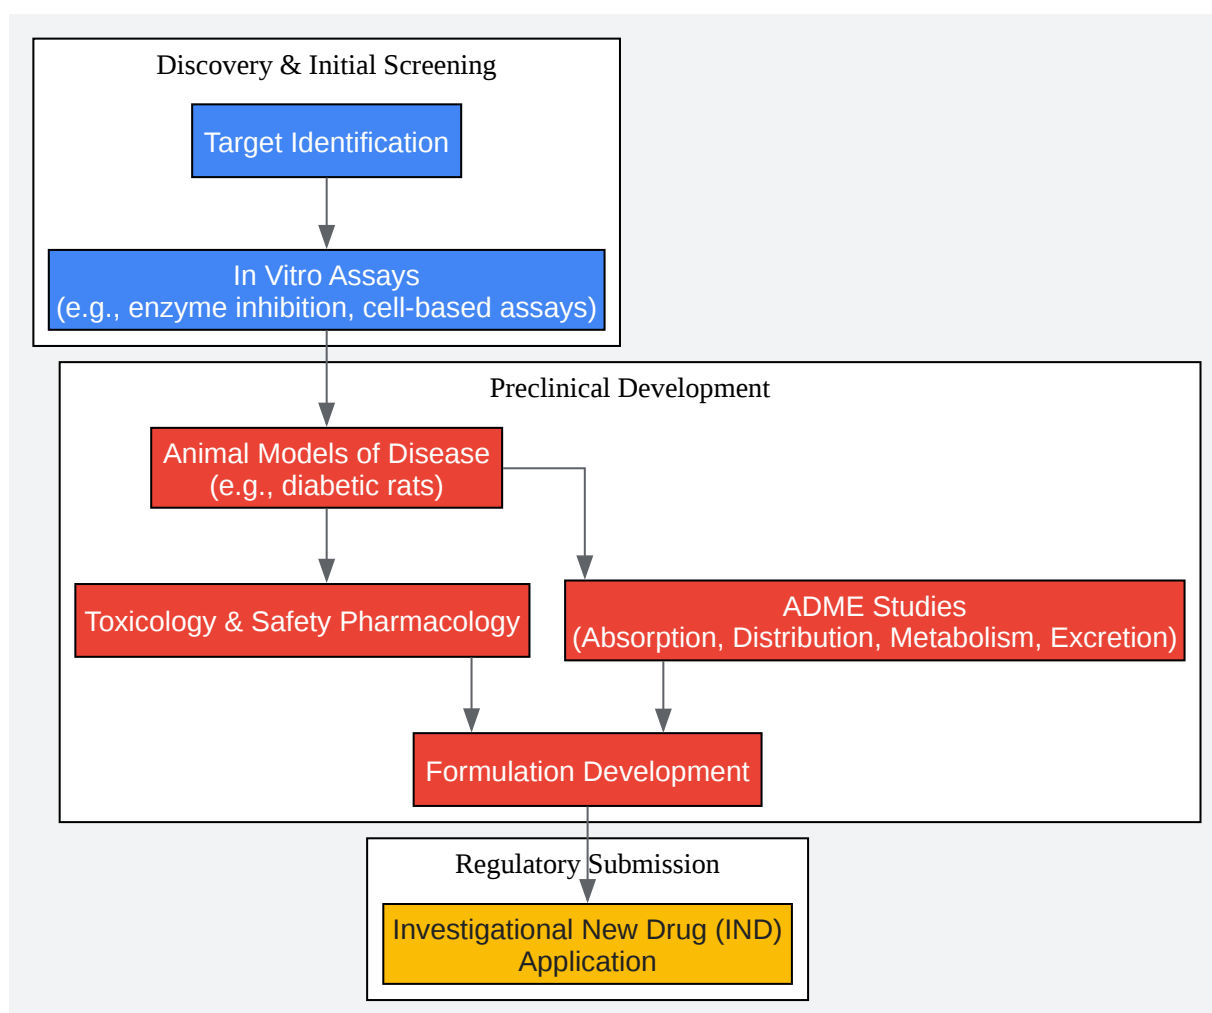 Discovery & Initial Screening
Target Identification
In Vitro Assays
(e.g., enzyme inhibition, cell-based assays)
Preclinical Development
Animal Models of Disease
(e.g., diabetic rats)
Toxicology & Safety Pharmacology
ADME Studies
(Absorption, Distribution, Metabolism, Excretion)
Formulation Development
Regulatory Submission
Investigational New Drug (IND)
Application